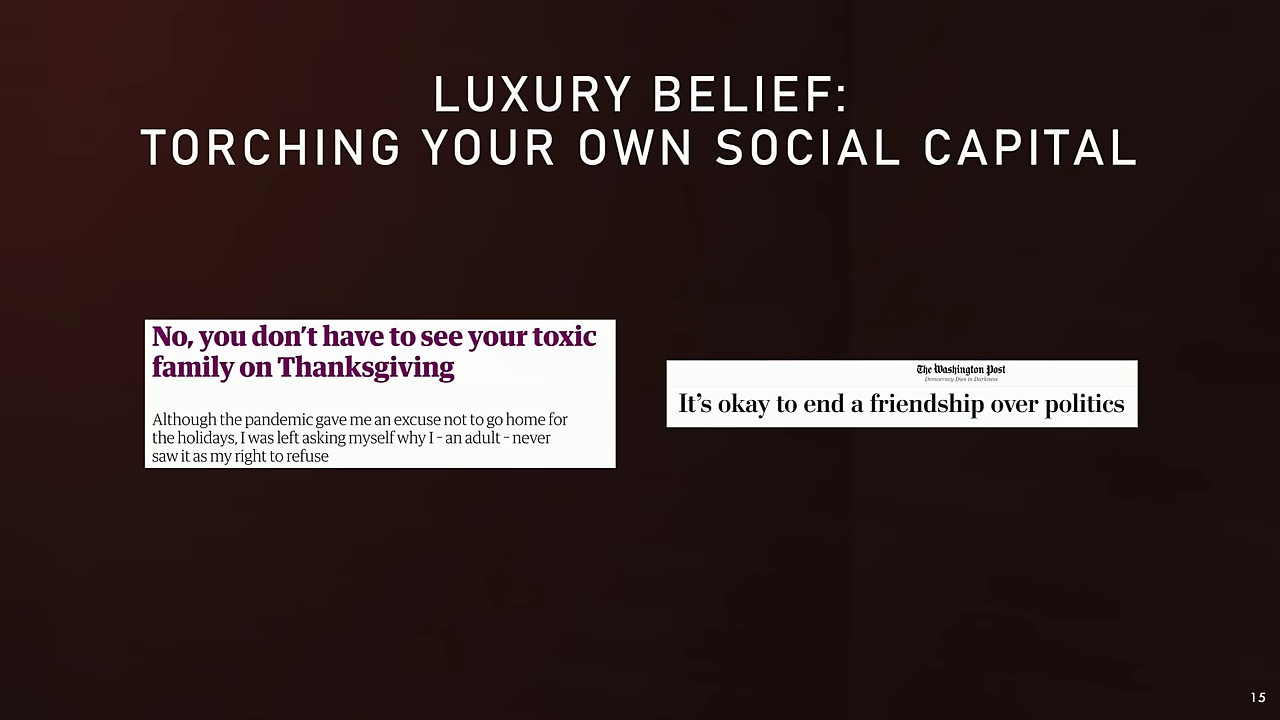 LUXURY BELIEF:
TORCHING YOUR OWN SOCIAL CAPITAL
No, you don’t have to see your toxic
family on Thanksgiving
Although the pandemic gave me an excuse not to go home for
the holidays, I was left asking myself why I – an adult – never
saw it as my right to refuse
The Washington Post
Democracy Dies in Darkness
It’s okay to end a friendship over politics
15